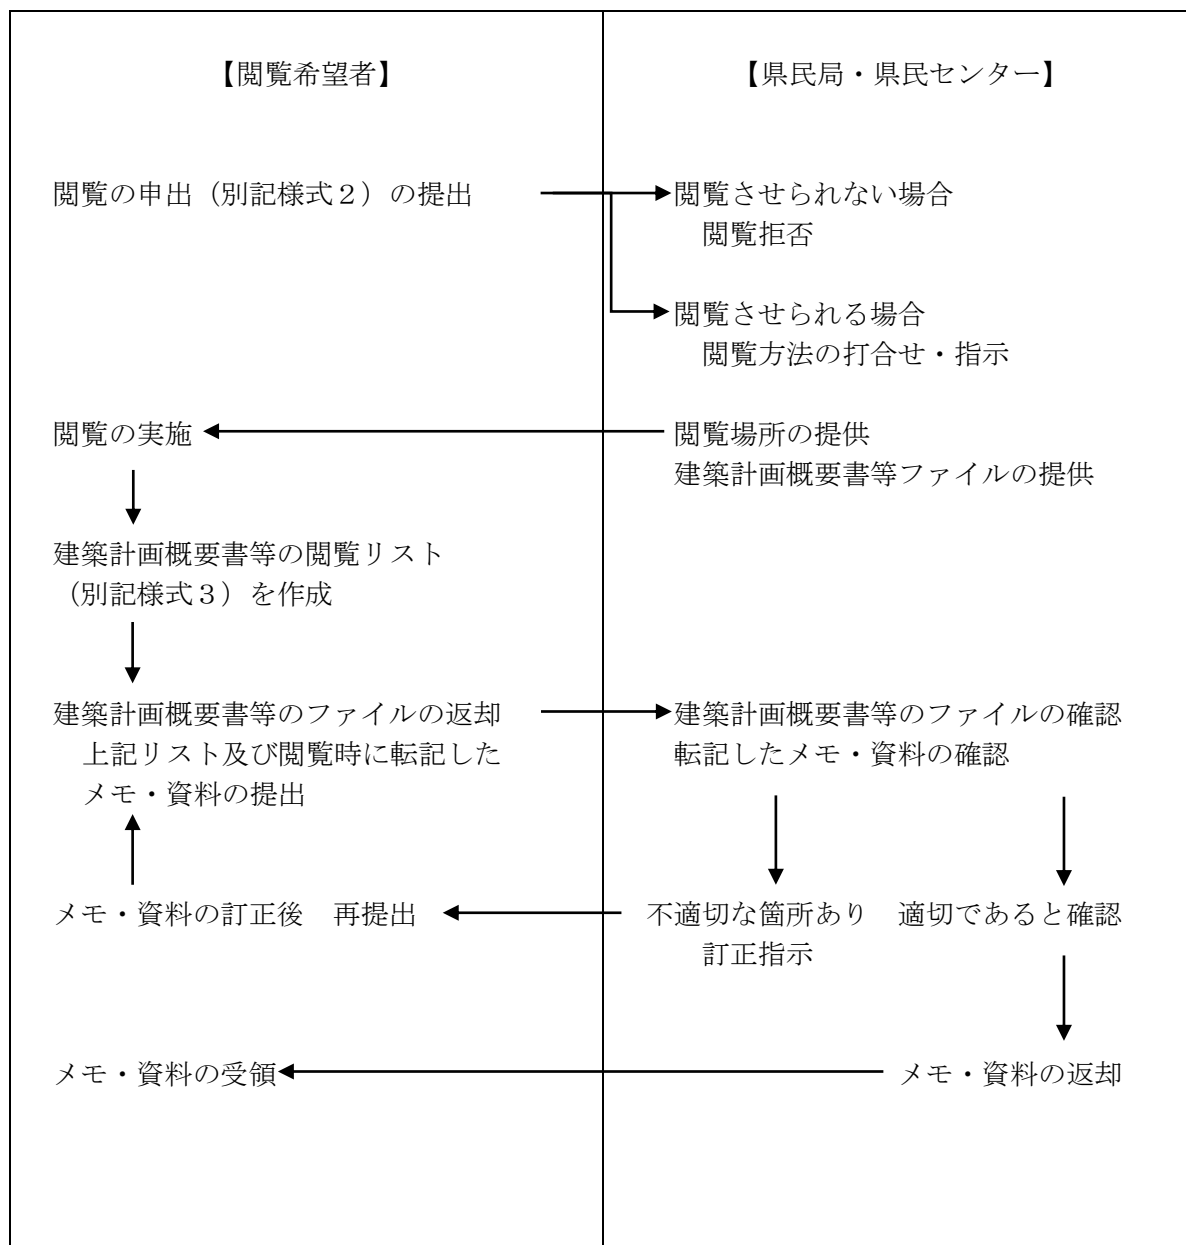 【閲覧希望者】
【県民局・県民センター】
閲覧の申出（別記様式２）の提出
閲覧させられない場合
閲覧拒否
閲覧させられる場合
閲覧方法の打合せ・指示
閲覧の実施
閲覧場所の提供
建築計画概要書等ファイルの提供
建築計画概要書等の閲覧リスト
（別記様式３）を作成
建築計画概要書等のファイルの返却
上記リスト及び閲覧時に転記した
メモ・資料の提出
建築計画概要書等のファイルの確認
転記したメモ・資料の確認
メモ・資料の訂正後　再提出
不適切な箇所あり
訂正指示
適切であると確認
メモ・資料の受領
メモ・資料の返却